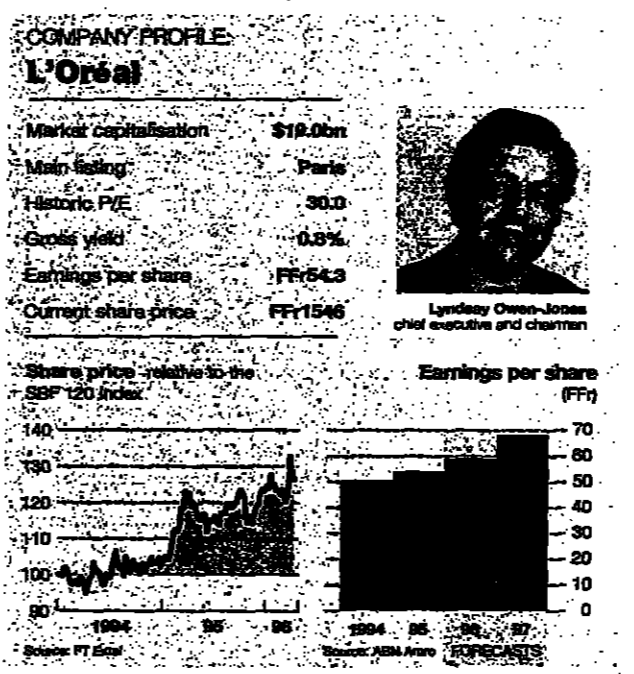 COMPANY PROFILE:
L'Oréal
Market capitalisation $19.0bn
Main listing Paris
Historic P/E 30.0
Gross yield 0.8%
Earnings per share FFr54.3
Current share price FFr1546
Lyndsay Owen-Jones
chief executive and chairman
Share price relative to the
SBF 120 Index
140
130
120
110
100
90
1994 95 96
Source: FT Extel
Earnings per share
(FFr)
70
60
50
40
30
20
10
0
1994 95 96 97
Source: ABN Amro FORECASTS